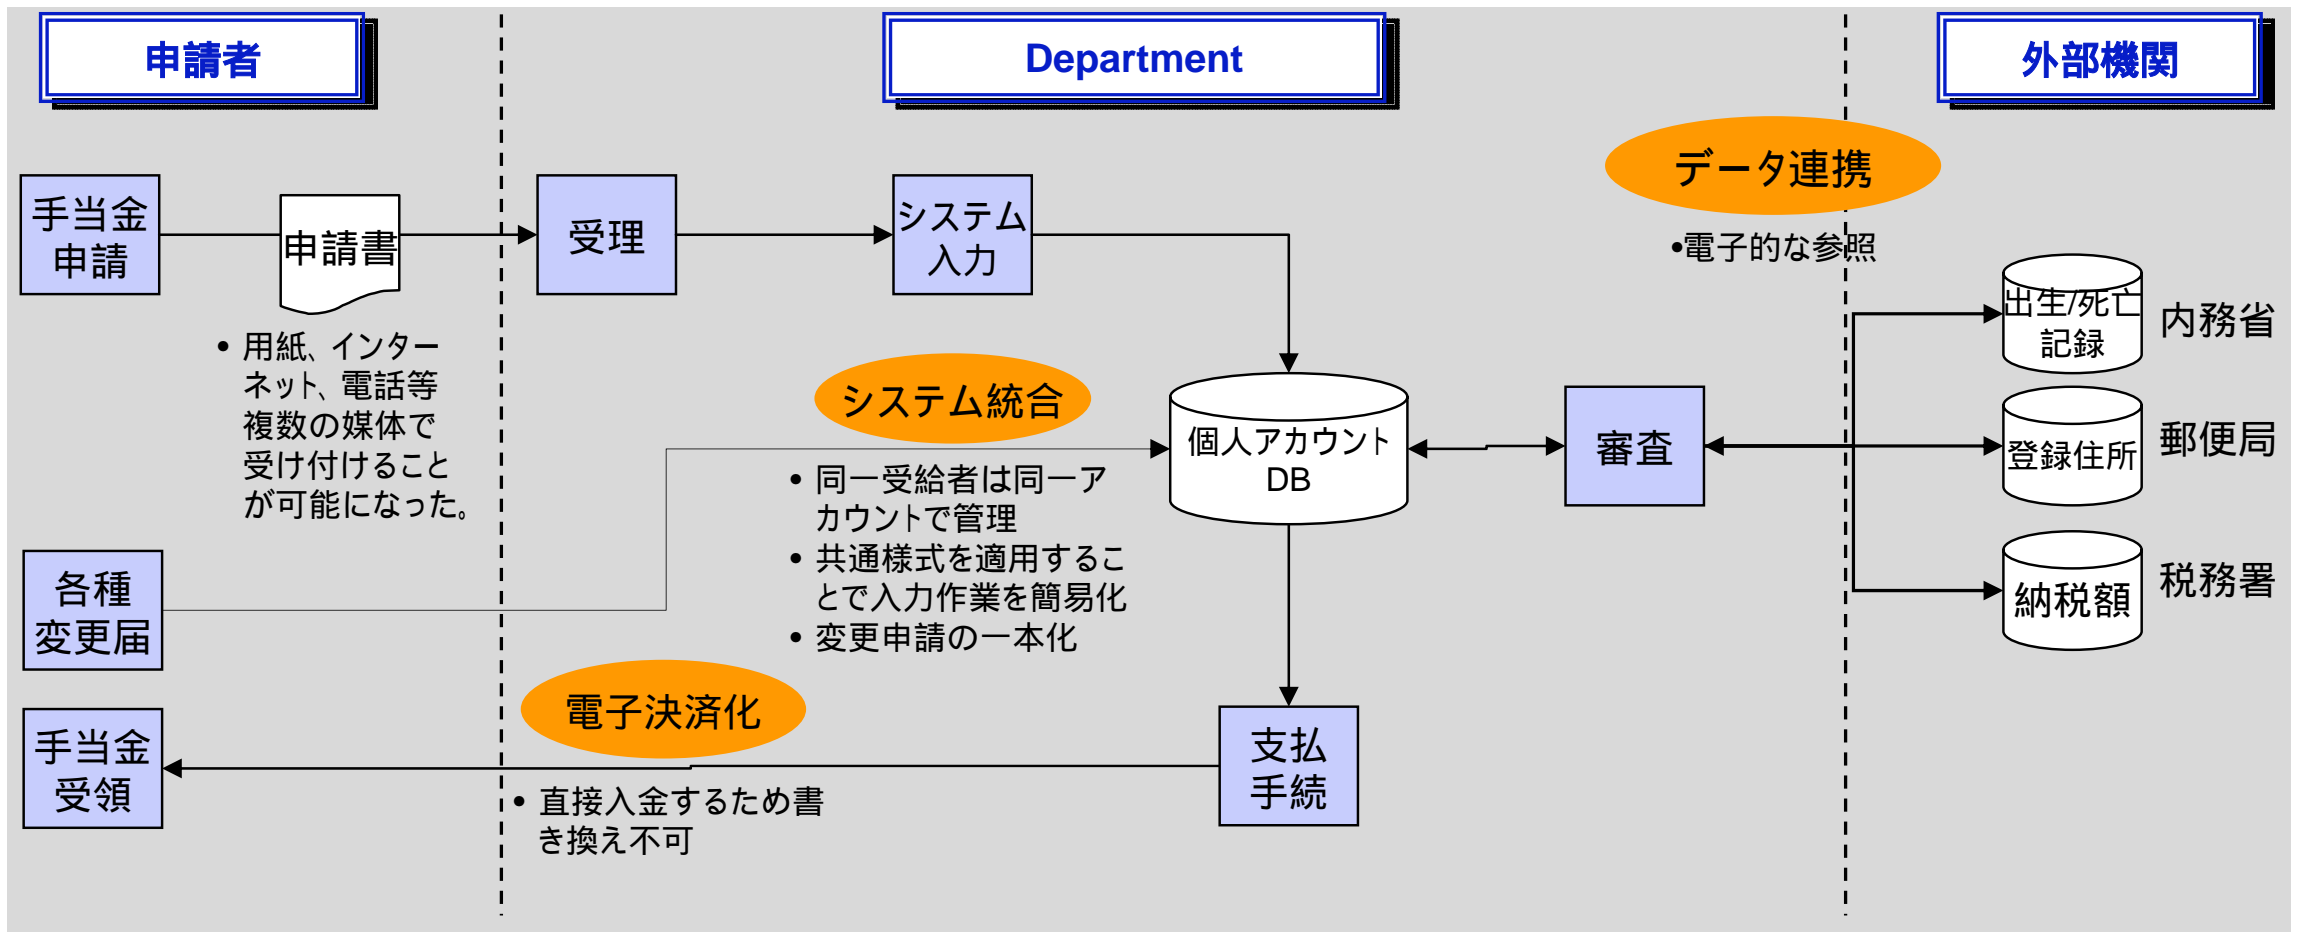 申請者
Department
外部機関
データ連携
•電子的な参照
手当金
申請
申請書
受理
システム
入力
• 用紙、インター
ネット、電話等
複数の媒体で
受け付けること
が可能になった。
システム統合
• 同一受給者は同一ア
カウントで管理
• 共通様式を適用するこ
とで入力作業を簡易化
• 変更申請の一本化
個人アカウント
DB
審査
出生/死亡
記録
内務省
登録住所
郵便局
納税額
税務署
各種
変更届
電子決済化
• 直接入金するため書
き換え不可
手当金
受領
支払
手続